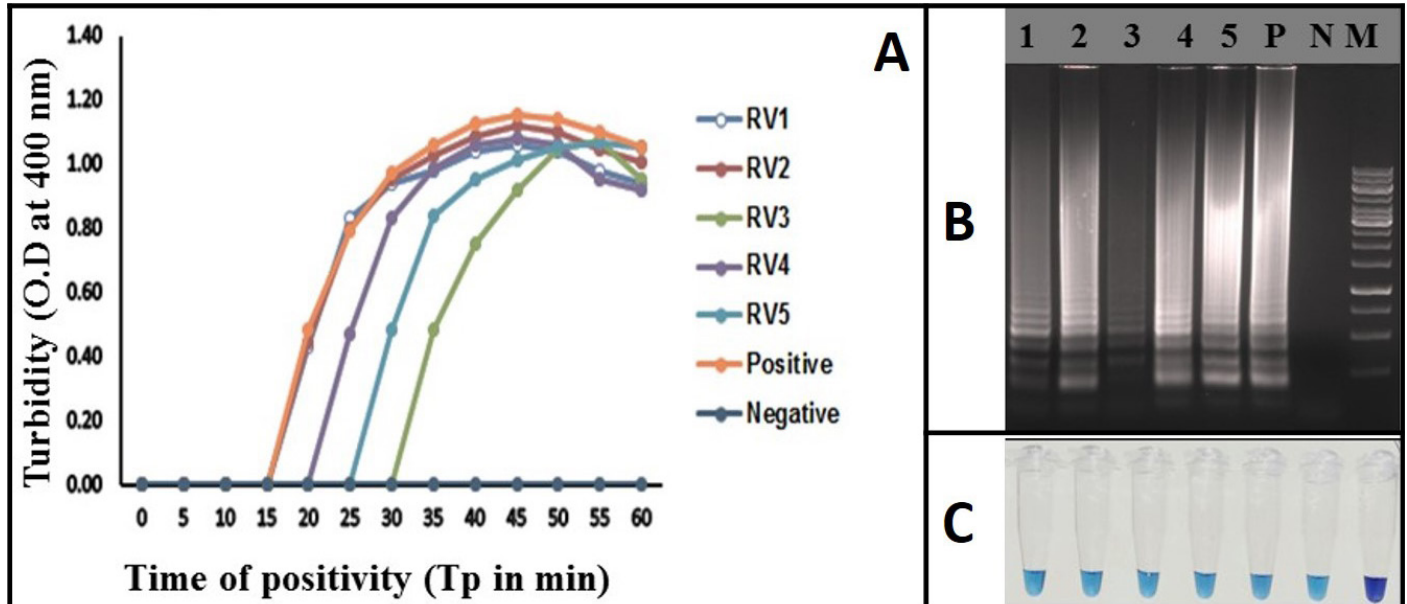 A
Turbidity (O.D at 400 nm)
1.40
1.20
1.00
0.80
0.60
0.40
0.20
0.00
0 5 10 15 20 25 30 35 40 45 50 55 60
Time of positivity (Tp in min)
RV1
RV2
RV3
RV4
RV5
Positive
Negative
B
1 2 3 4 5 P N M
C